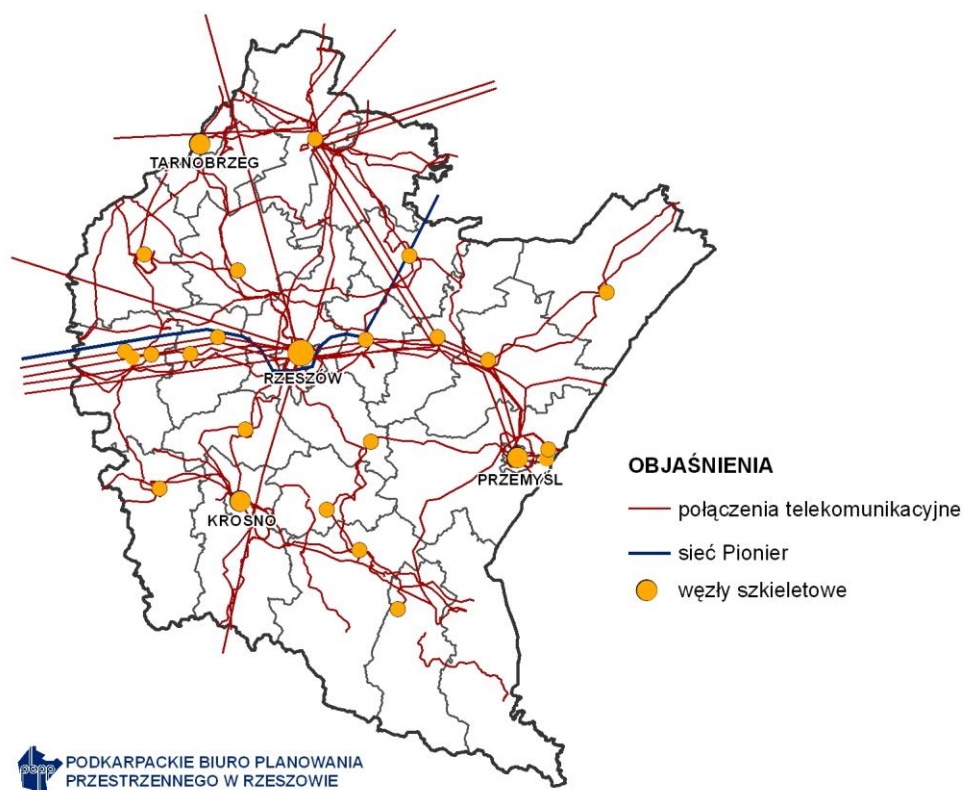 TARNOBRZEG
RZESZÓW
PRZEMYŚL
KROSNO
OBJAŚNIENIA
połączenia telekomunikacyjne
sieć Pionier
węzły szkieletowe
pbpp
PODKARPACKIE BIURO PLANOWANIA
PRZESTRZENNEGO W RZESZOWIE